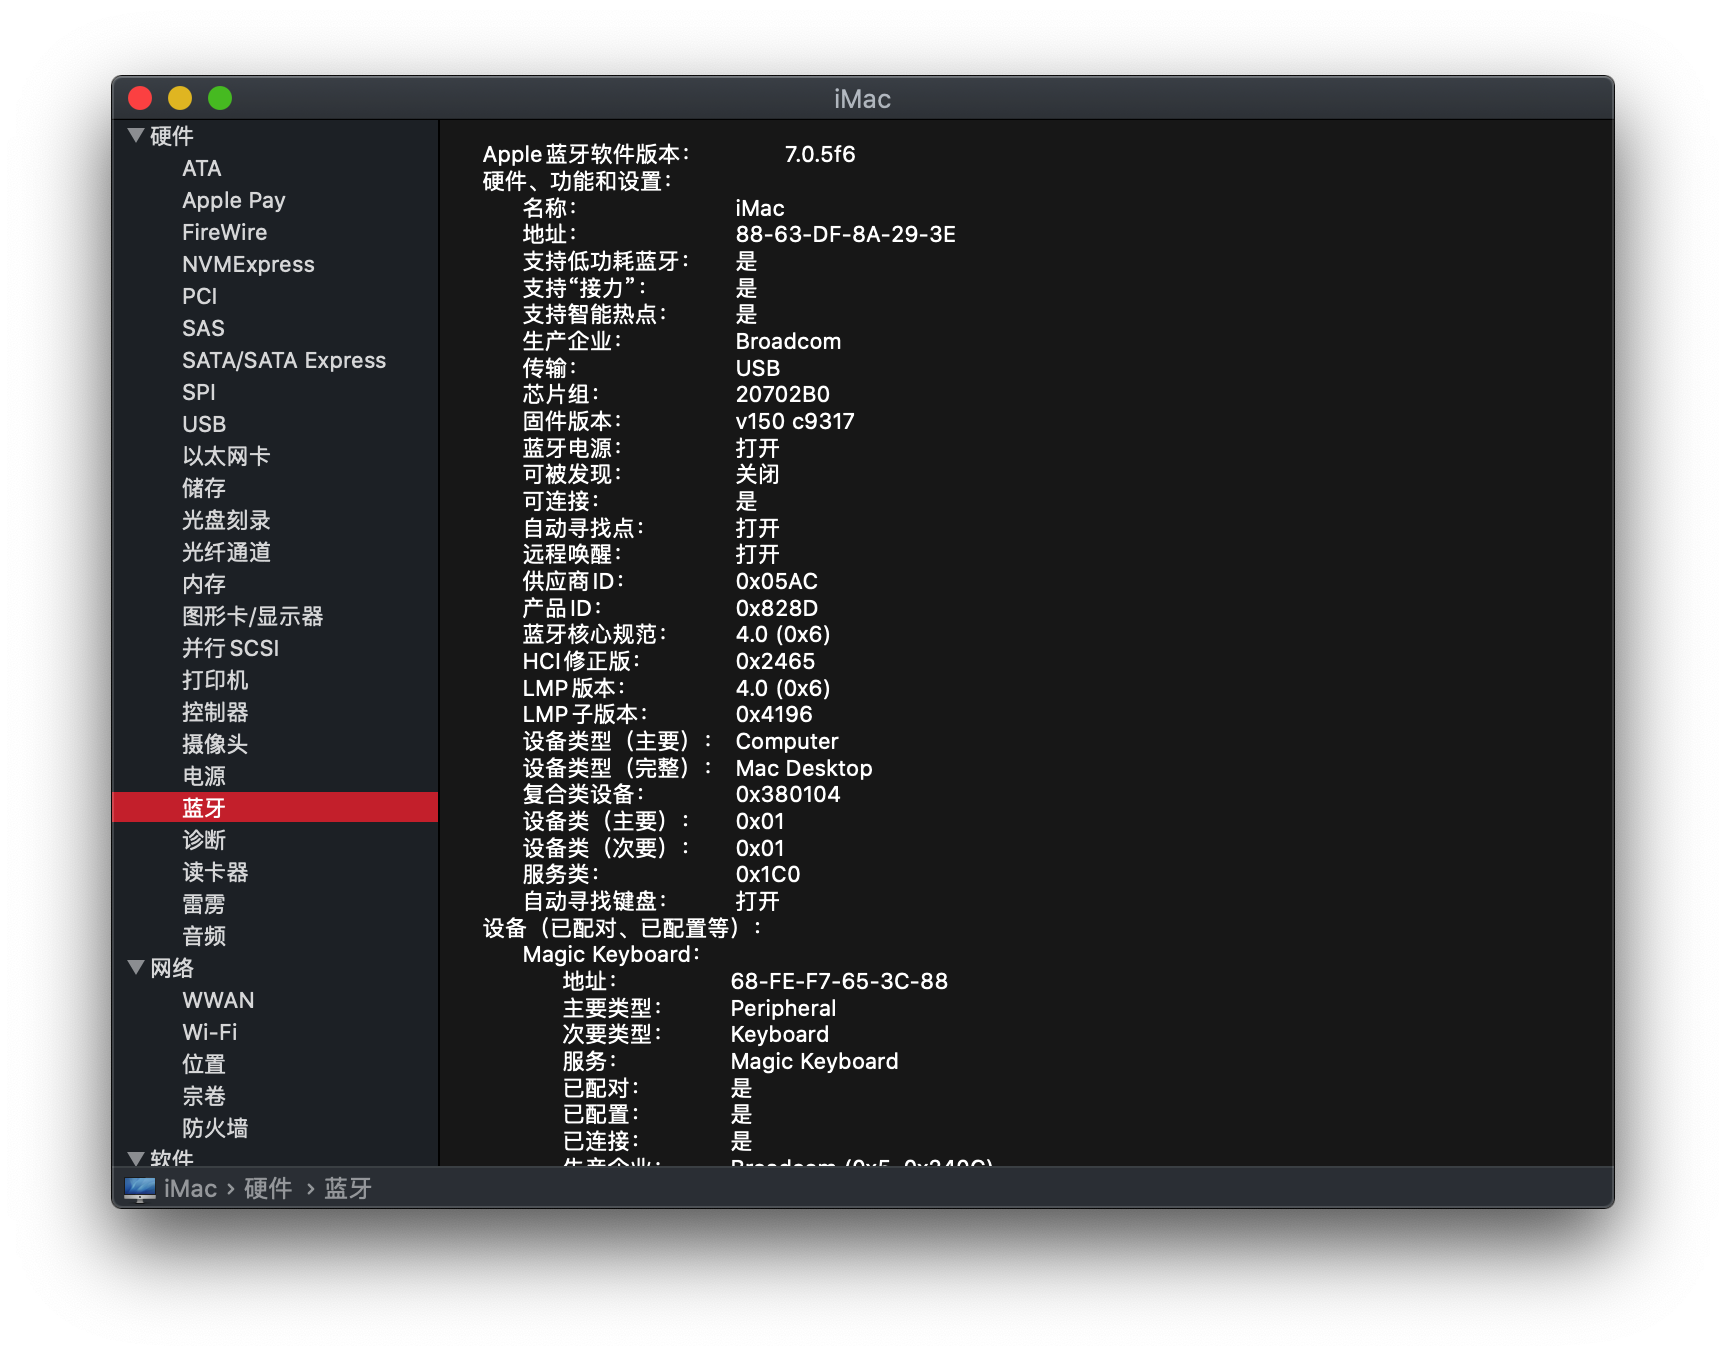 iMac
硬件
ATA
Apple Pay
FireWire
NVMExpress
PCI
SAS
SATA/SATA Express
SPI
USB
以太网卡
储存
光盘刻录
光纤通道
内存
图形卡/显示器
并行 SCSI
打印机
控制器
摄像头
电源
蓝牙
诊断
读卡器
雷雳
音频
网络
WWAN
Wi-Fi
位置
宗卷
防火墙
软件
Apple 蓝牙软件版本： 7.0.5f6
硬件、功能和设置：
名称： iMac
地址： 88-63-DF-8A-29-3E
支持低功耗蓝牙： 是
支持“接力”： 是
支持智能热点： 是
生产企业： Broadcom
传输： USB
芯片组： 20702B0
固件版本： v150 c9317
蓝牙电源： 打开
可被发现： 关闭
可连接： 是
自动寻找点： 打开
远程唤醒： 打开
供应商 ID： 0x05AC
产品 ID： 0x828D
蓝牙核心规范： 4.0 (0x6)
HCI 修正版： 0x2465
LMP 版本： 4.0 (0x6)
LMP 子版本： 0x4196
设备类型（主要）： Computer
设备类型（完整）： Mac Desktop
复合类设备： 0x380104
设备类（主要）： 0x01
设备类（次要）： 0x01
服务类： 0x1C0
自动寻找键盘： 打开
设备（已配对、已配置等）：
Magic Keyboard：
地址： 68-FE-F7-65-3C-88
主要类型： Peripheral
次要类型： Keyboard
服务： Magic Keyboard
已配对： 是
已配置： 是
已连接： 是
生产企业： Broadcom (0x5, 0x240C)
iMac › 硬件 › 蓝牙